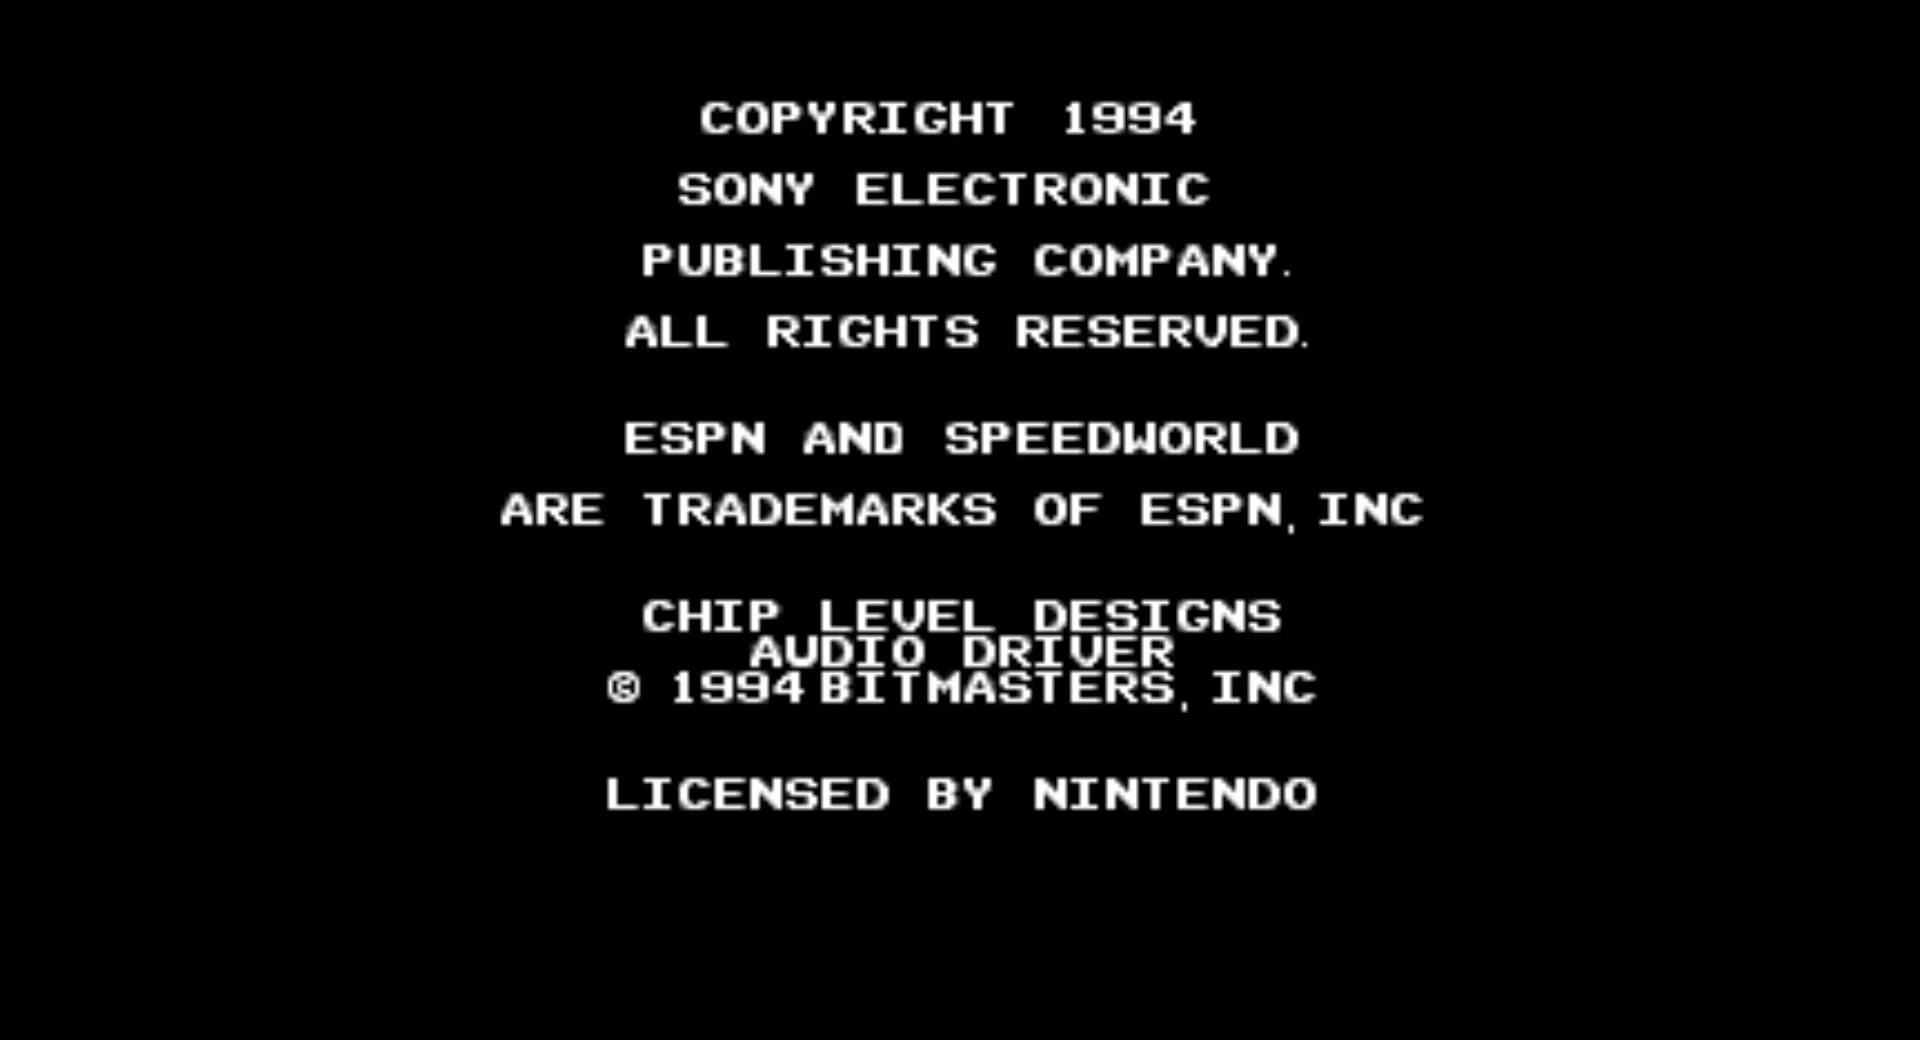 COPYRIGHT 1994
SONY ELECTRONIC
PUBLISHING COMPANY.
ALL RIGHTS RESERVED.
ESPN AND SPEEDWORLD
ARE TRADEMARKS OF ESPN, INC
CHIP LEVEL DESIGNS
AUDIO DRIVER
© 1994 BITMASTERS, INC
LICENSED BY NINTENDO